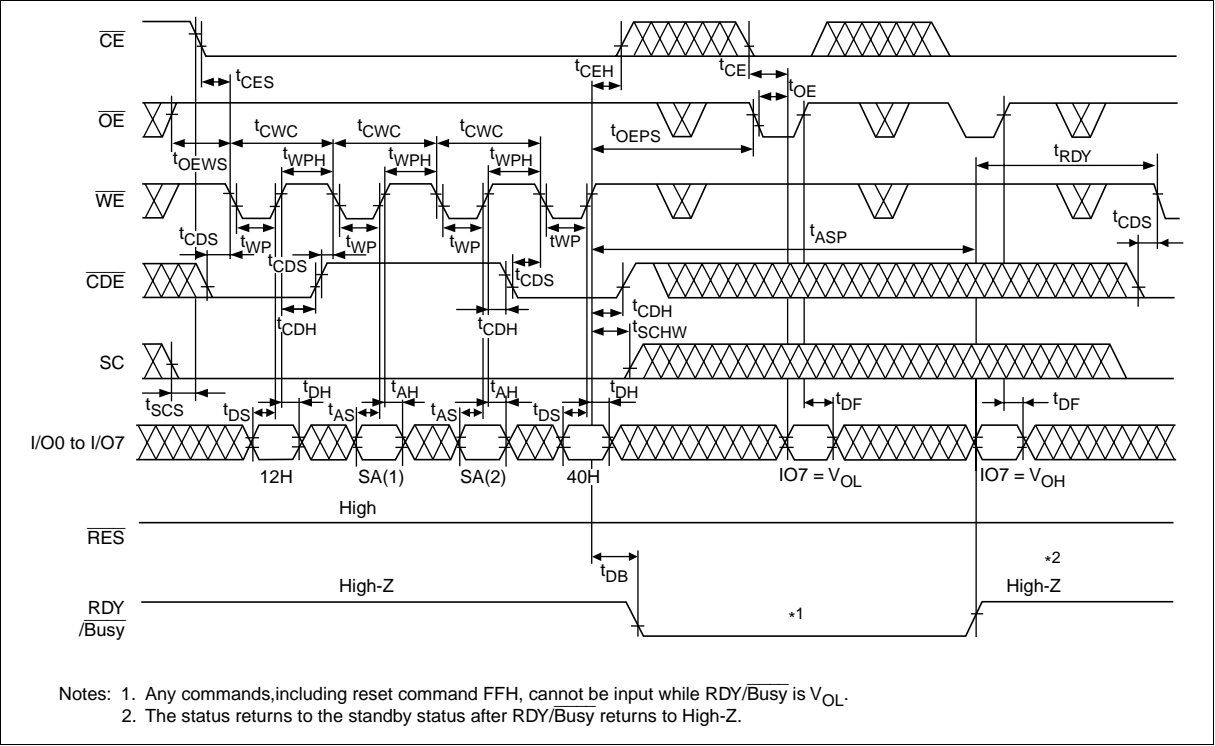 CE
tCES
tCEH
tCE
tOE
OE
tCWC tCWC tCWC
tOEPS
tOEWS
tWPH tWPH tWPH
tRDY
WE
tCDS
tWP tWP tWP tWP
tASP
tCDS
tCDS
tCDS
CDE
tCDH tCDH tCDH
tSCHW
SC
tSCS
tDS tDH tAS tAH tAS tAH tDS tDH tDF tDF
I/O0 to I/O7
12H SA(1) SA(2) 40H IO7 = VOL IO7 = VOH
High
RES
tDB
*2
High-Z High-Z
RDY
/Busy
*1
Notes: 1. Any commands,including reset command FFH, cannot be input while RDY/Busy is VOL.
2. The status returns to the standby status after RDY/Busy returns to High-Z.